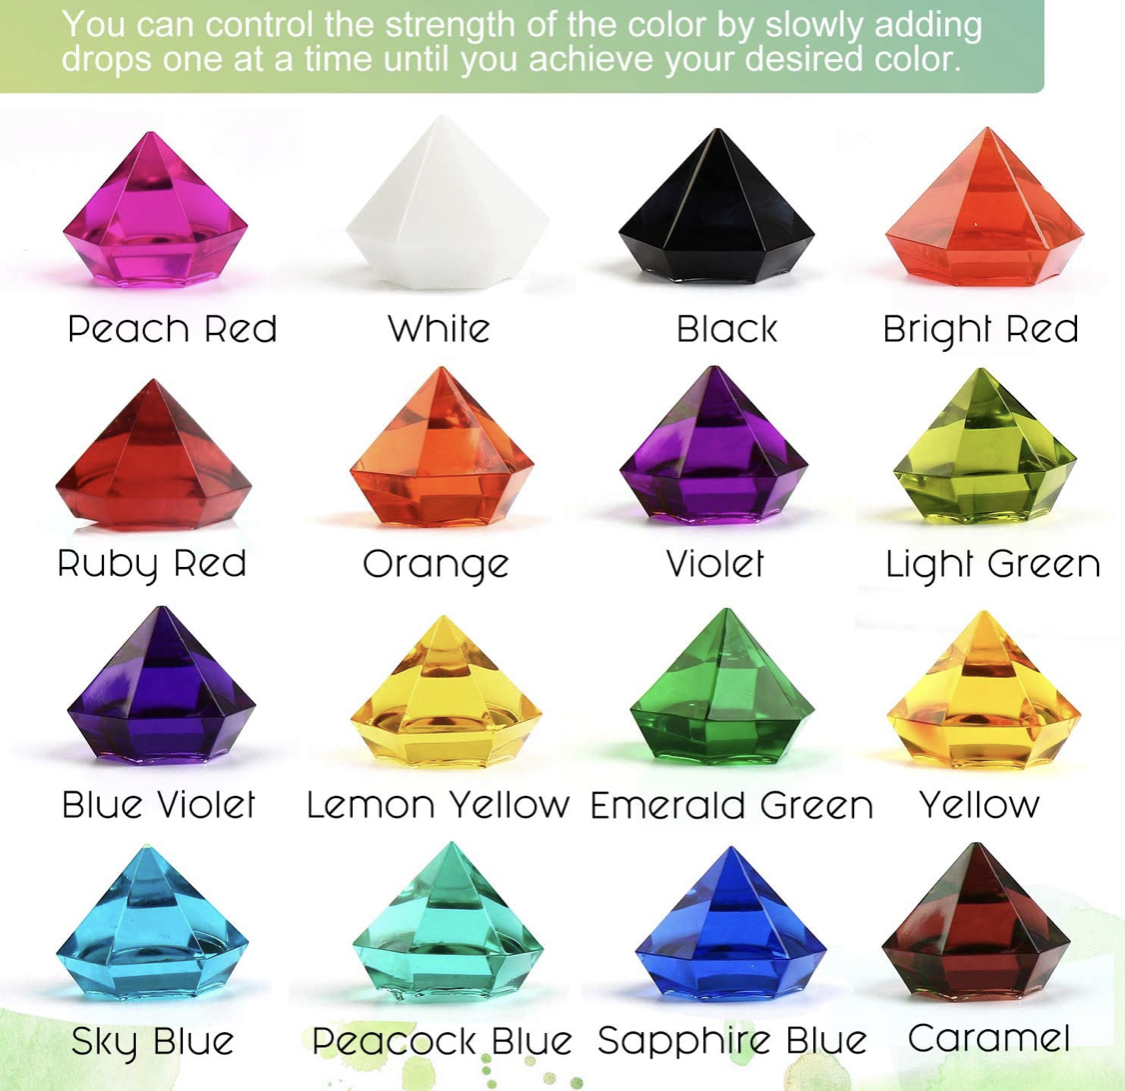 You can control the strength of the color by slowly adding
drops one at a time until you achieve your desired color.
Peach Red
White
Black
Bright Red
Ruby Red
Orange
Violet
Light Green
Blue Violet
Lemon Yellow
Emerald Green
Yellow
Sky Blue
Peacock Blue
Sapphire Blue
Caramel